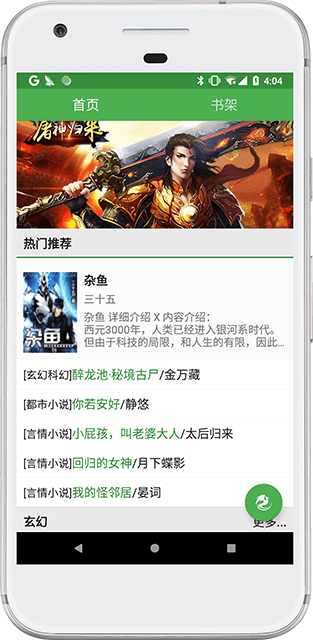 4:04
首页
书架
屠神归来
热门推荐
杂鱼
三十五
杂鱼 详细介绍 X 内容介绍：
西元3000年，人类已经进入银河系时代。
但由于科技的局限，和人生的有限，因此...
杂鱼
[玄幻科幻]醉龙池·秘境古尸/金万藏
[都市小说]你若安好/静悠
[言情小说]小屁孩，叫老婆大人/太后归来
[言情小说]回归的女神/月下蝶影
[言情小说]我的怪邻居/晏词
玄幻
更多...